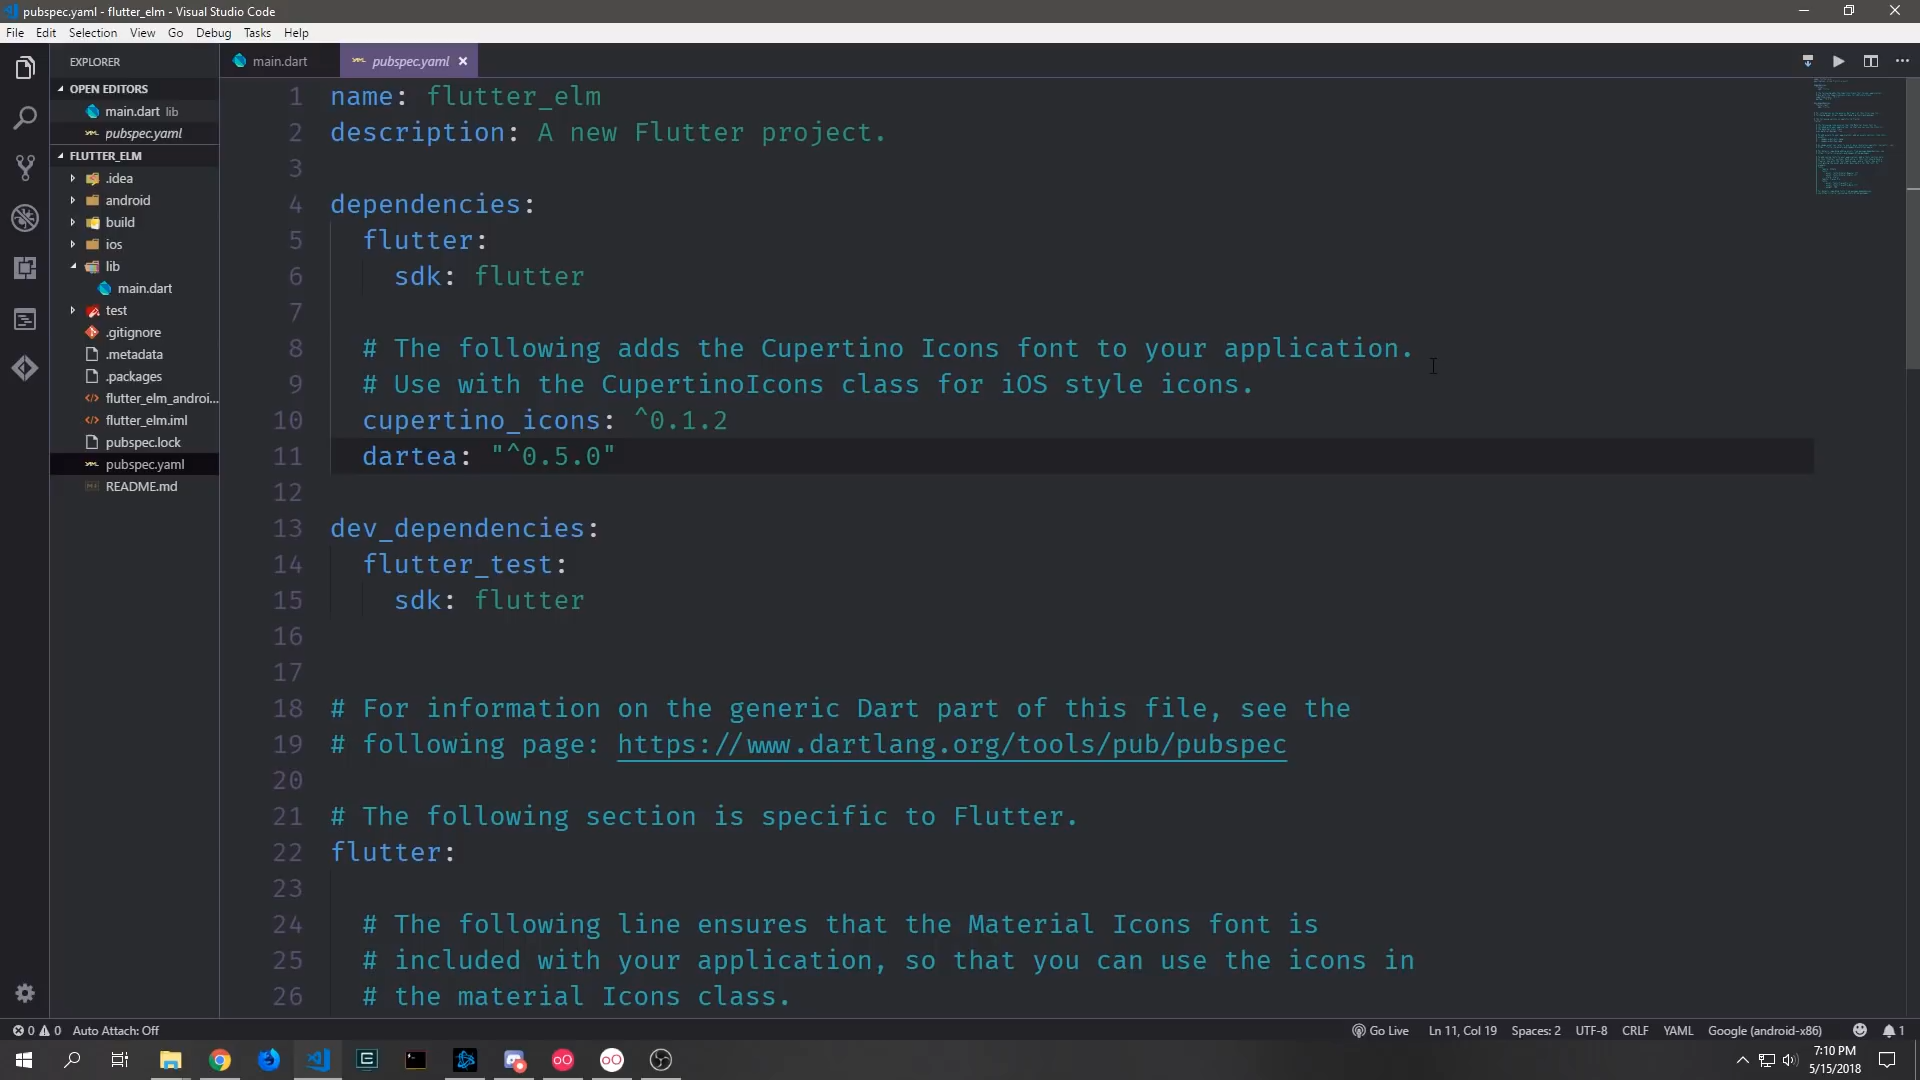 pubspec.yaml - flutter_elm - Visual Studio Code
File Edit Selection View Go Debug Tasks Help
EXPLORER
OPEN EDITORS
main.dart lib
pubspec.yaml
FLUTTER_ELM
.idea
android
build
ios
lib
main.dart
test
.gitignore
.metadata
.packages
flutter_elm_androi...
flutter_elm.iml
pubspec.lock
pubspec.yaml
README.md
main.dart pubspec.yaml
1 name: flutter_elm
2 description: A new Flutter project.
3
4 dependencies:
5 flutter:
6 sdk: flutter
7
8 # The following adds the Cupertino Icons font to your application.
9 # Use with the CupertinoIcons class for iOS style icons.
10 cupertino_icons: ^0.1.2
11 dartea: "^0.5.0"
12
13 dev_dependencies:
14 flutter_test:
15 sdk: flutter
16
17
18 # For information on the generic Dart part of this file, see the
19 # following page: https://www.dartlang.org/tools/pub/pubspec
20
21 # The following section is specific to Flutter.
22 flutter:
23
24 # The following line ensures that the Material Icons font is
25 # included with your application, so that you can use the icons in
26 # the material Icons class.
0 0 Auto Attach: Off Go Live Ln 11, Col 19 Spaces: 2 UTF-8 CRLF YAML Google (android-x86) 1
7:10 PM
5/15/2018